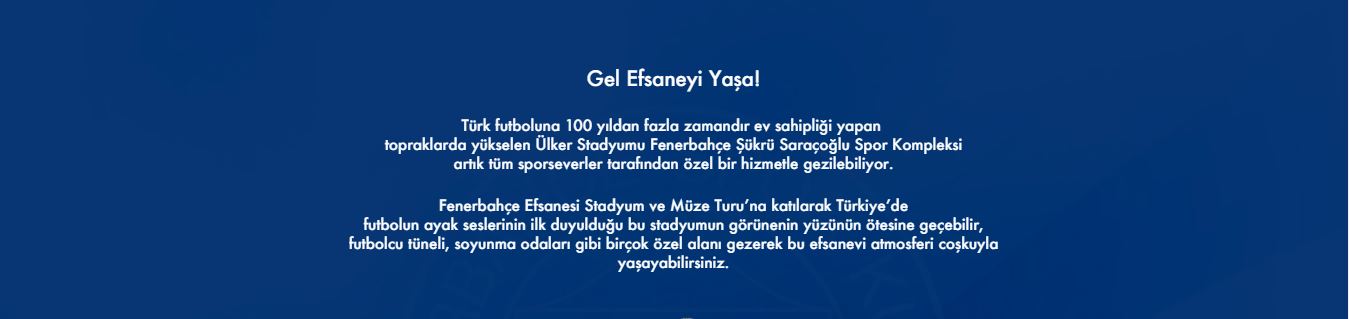 Gel Efsaneyi Yaşa!
Türk futboluna 100 yıldan fazla zamandır ev sahipliği yapan
topraklarda yükselen Ülker Stadyumu Fenerbahçe Şükrü Saraçoğlu Spor Kompleksi
artık tüm sporseverler tarafından özel bir hizmetle gezilebiliyor.
Fenerbahçe Efsanesi Stadyum ve Müze Turu’na katılarak Türkiye’de
futbolun ayak seslerinin ilk duyulduğu bu stadyumun görünenin yüzünün ötesine geçebilir,
futbolcu tüneli, soyunma odaları gibi birçok özel alanı gezerek bu efsanevi atmosferi coşkuyla
yaşayabilirsiniz.